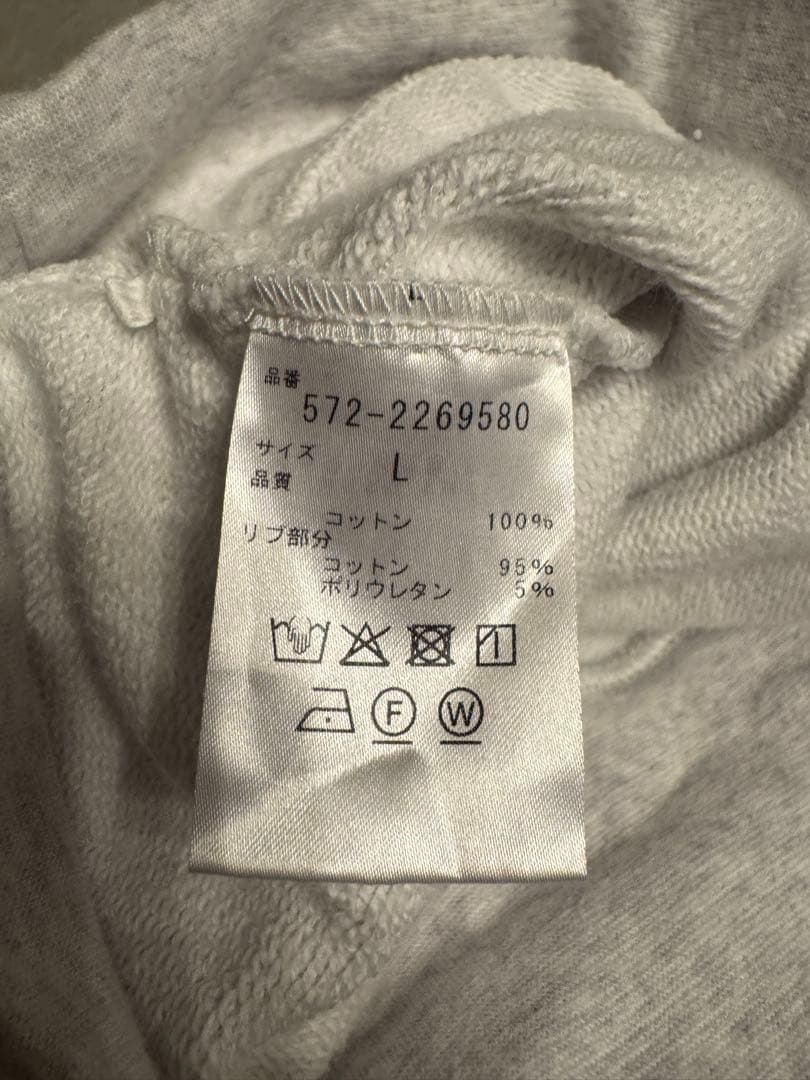 品番
572-2269580
サイズ L
品質
コットン 100%
リブ部分
コットン 95%
ポリウレタン 5%
F W